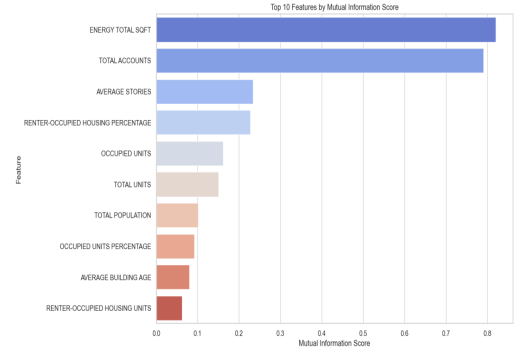 Top 10 Features by Mutual Information Score
ENERGY TOTAL SQFT
TOTAL ACCOUNTS
AVERAGE STORIES
RENTER-OCCUPIED HOUSING PERCENTAGE
OCCUPIED UNITS
TOTAL UNITS
TOTAL POPULATION
OCCUPIED UNITS PERCENTAGE
AVERAGE BUILDING AGE
RENTER-OCCUPIED HOUSING UNITS
Feature
0.0 0.1 0.2 0.3 0.4 0.5 0.6 0.7 0.8
Mutual Information Score